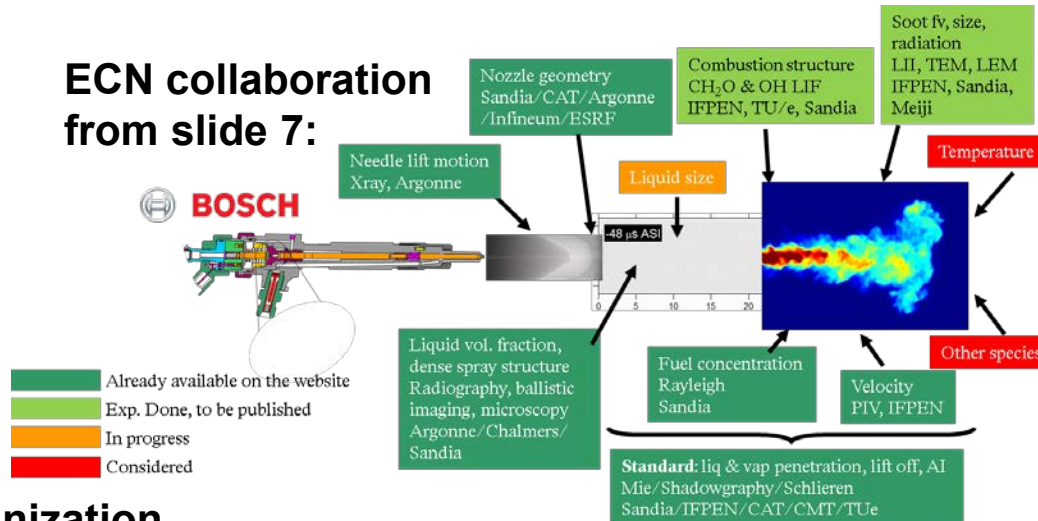 ECN collaboration
from slide 7:
Nozzle geometry
Sandia/CAT/Argonne
/Infineum/ESRF
Combustion structure
CH₂O & OH LIF
IFPEN, TU/e, Sandia
Soot fv, size,
radiation
LII, TEM, LEM
IFPEN, Sandia,
Meiji
Needle lift motion
Xray, Argonne
Liquid size
Temperature
BOSCH
-48 µs ASI
0 5 10 15 20
Liquid vol. fraction,
dense spray structure
Radiography, ballistic
imaging, microscopy
Argonne/Chalmers/
Sandia
Fuel concentration
Rayleigh
Sandia
Velocity
PIV, IFPEN
Other species
Already available on the website
Exp. Done, to be published
In progress
Considered
Standard: liq & vap penetration, lift off, AI
Mie/Shadowgraphy/Schlieren
Sandia/IFPEN/CAT/CMT/TUe
nization